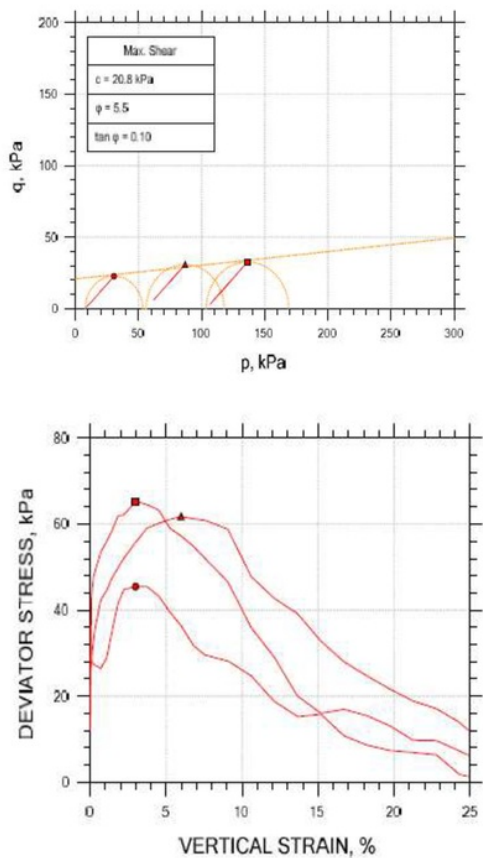 200
150
100
50
0
q, kPa
Max. Shear
c = 20.8 kPa
φ = 5.5
tan φ = 0.10
0 50 100 150 200 250 300
p, kPa
80
60
40
20
0
DEVIATOR STRESS, kPa
0 5 10 15 20 25
VERTICAL STRAIN, %